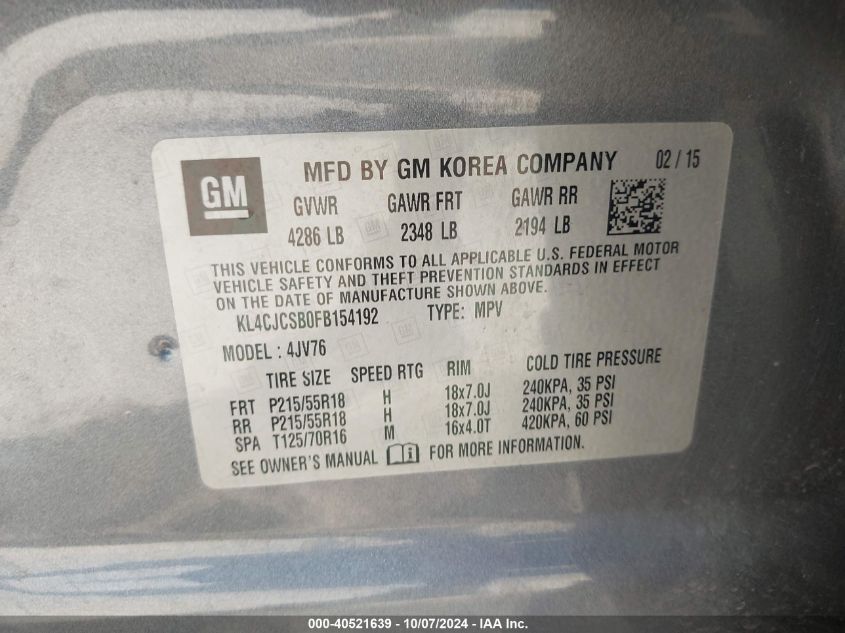 GM
MFD BY GM KOREA COMPANY 02 / 15
GVWR GAWR FRT GAWR RR
4286 LB 2348 LB 2194 LB
THIS VEHICLE CONFORMS TO ALL APPLICABLE U.S. FEDERAL MOTOR
VEHICLE SAFETY AND THEFT PREVENTION STANDARDS IN EFFECT
ON THE DATE OF MANUFACTURE SHOWN ABOVE.
KL4CJCSB0FB154192 TYPE: MPV
MODEL : 4JV76
TIRE SIZE SPEED RTG RIM COLD TIRE PRESSURE
FRT P215/55R18 H 18x7.0J 240KPA, 35 PSI
RR P215/55R18 H 18x7.0J 240KPA, 35 PSI
SPA T125/70R16 M 16x4.0T 420KPA, 60 PSI
SEE OWNER'S MANUAL i FOR MORE INFORMATION.
000-40521639 - 10/07/2024 - IAA Inc.